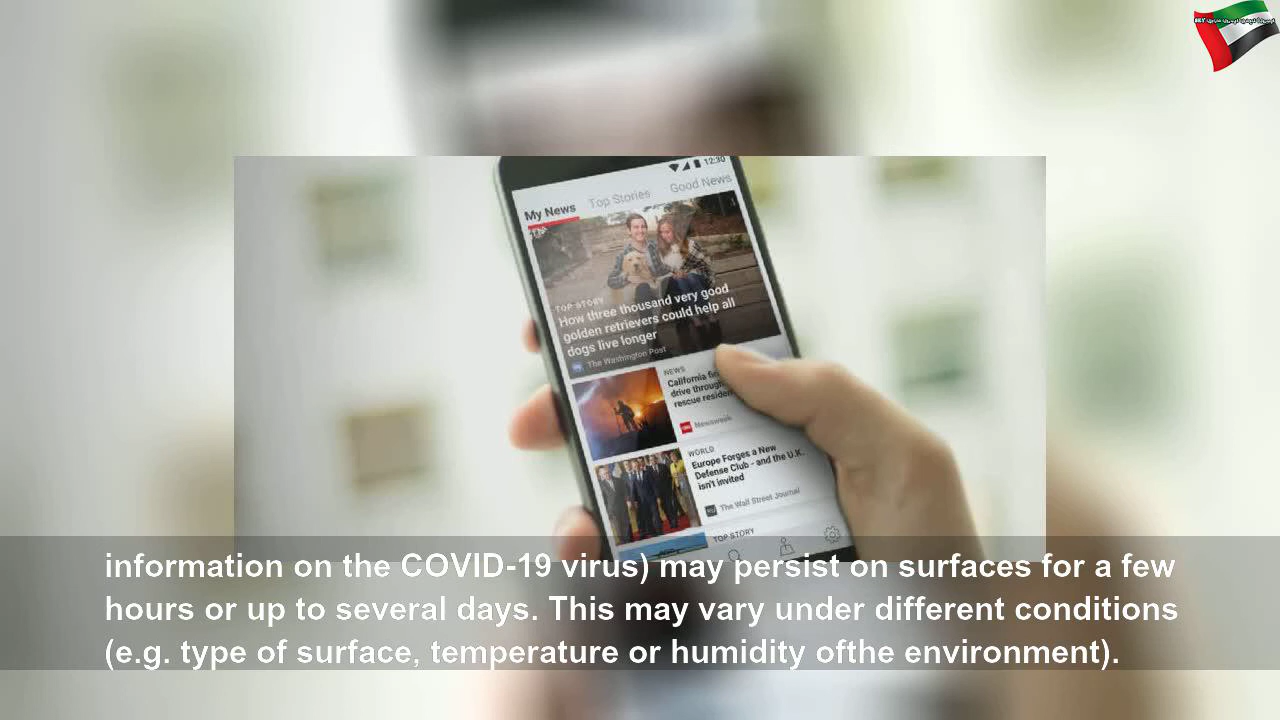 12:30
My News Top Stories Good News
TOP STORY
How three thousand very good
golden retrievers could help all
dogs live longer
The Washington Post
NEWS
California
drive through
rescue
Newsweek
WORLD
Europe Forges a New
Defense Club - and the U.K.
isn't invited
The Wall Street Journal
TOP STORY
information on the COVID-19 virus) may persist on surfaces for a few
hours or up to several days. This may vary under different conditions
(e.g. type of surface, temperature or humidity ofthe environment).